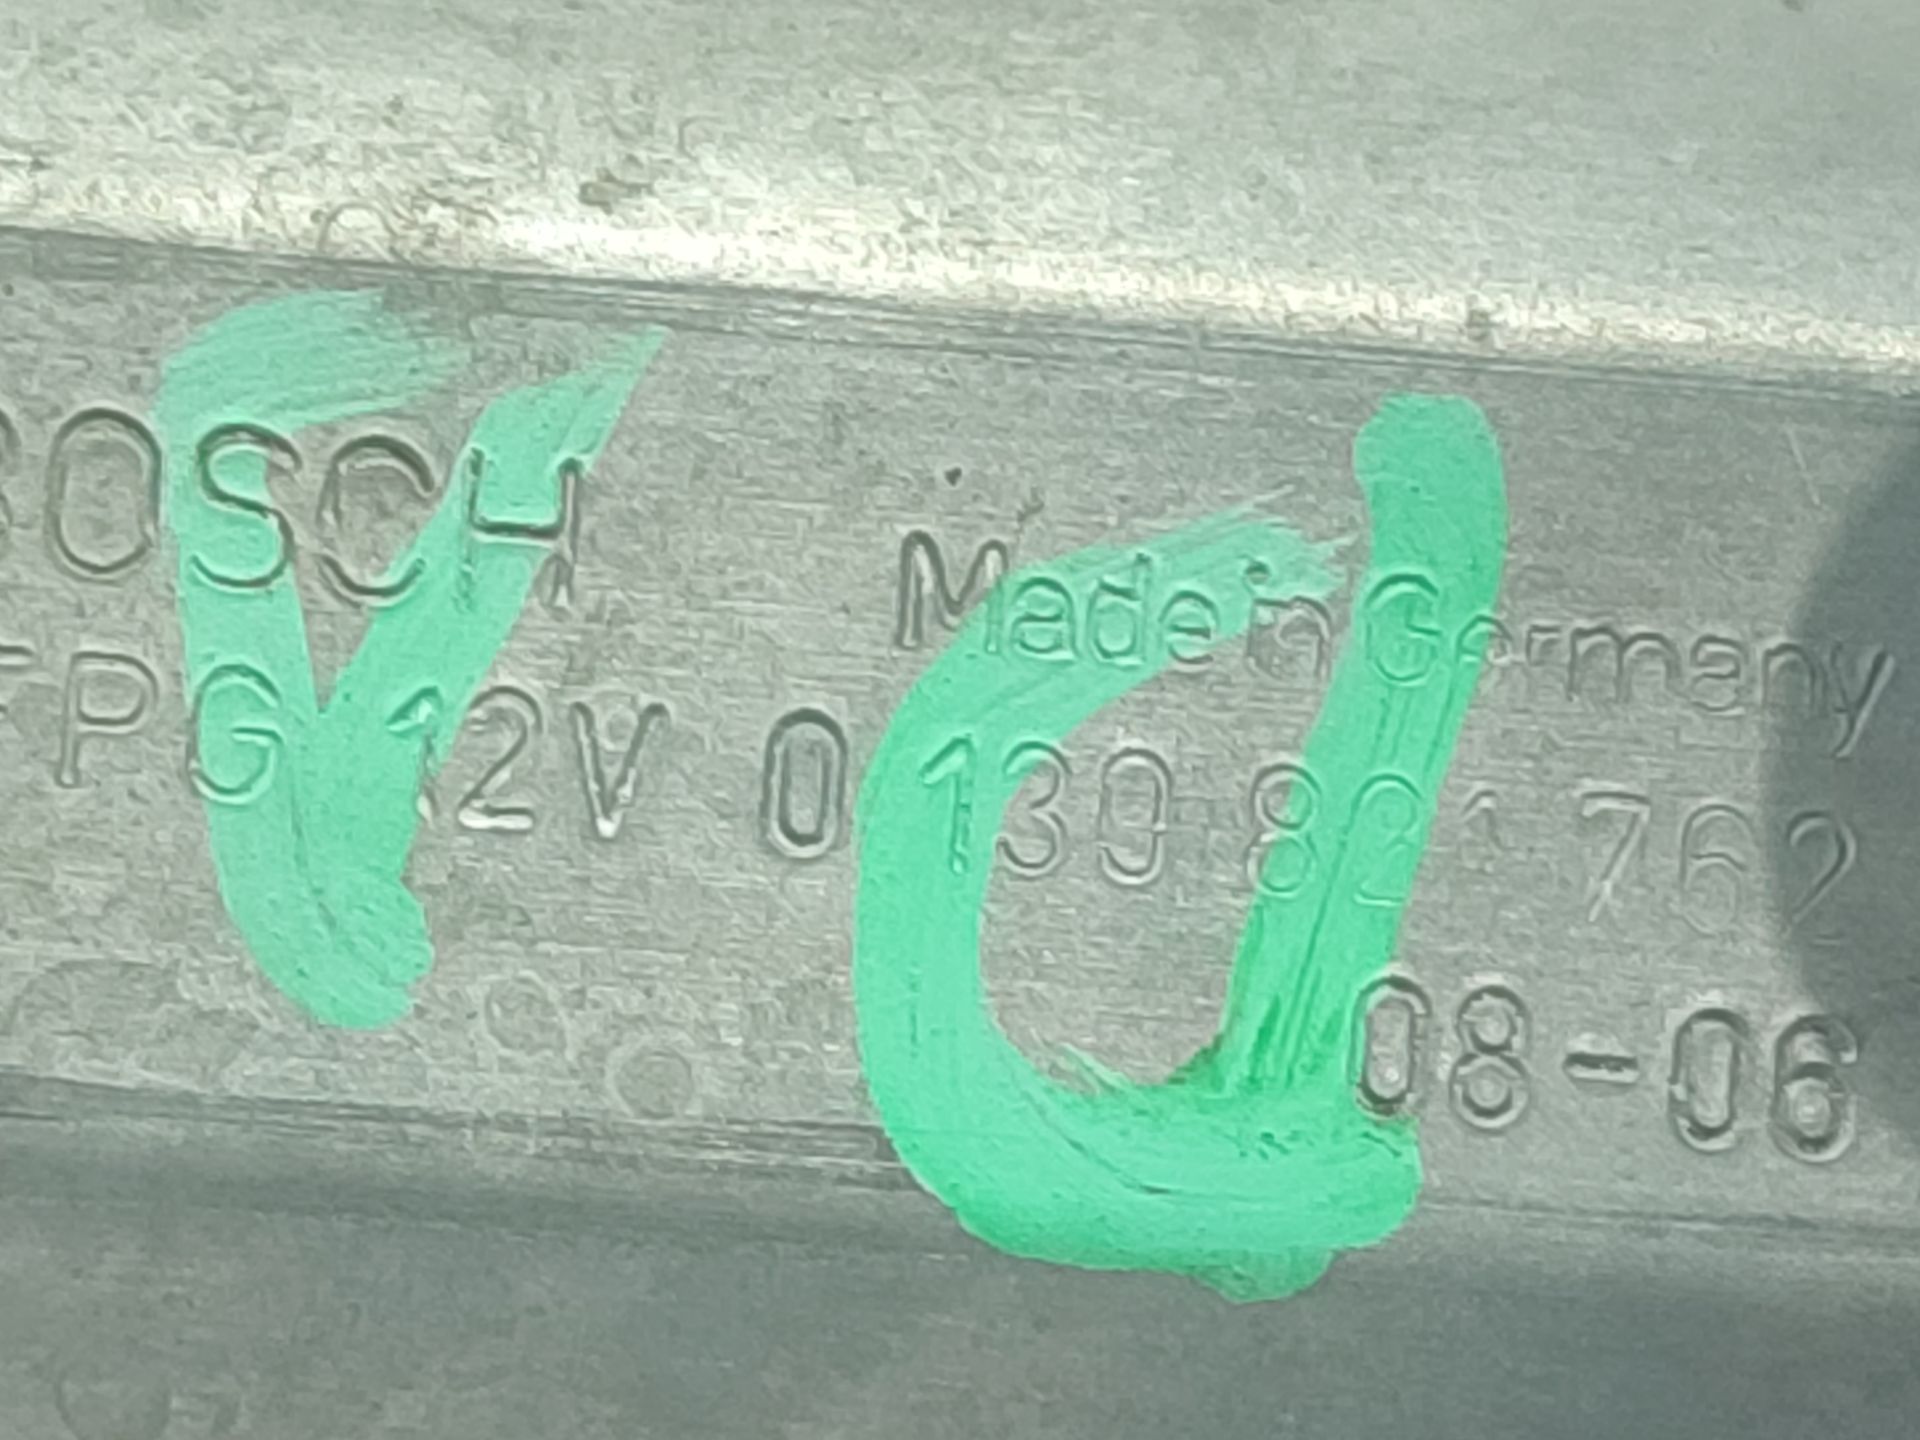 BOSCH
Made in Germany
FPG 12V 0 130 821 762
08-06